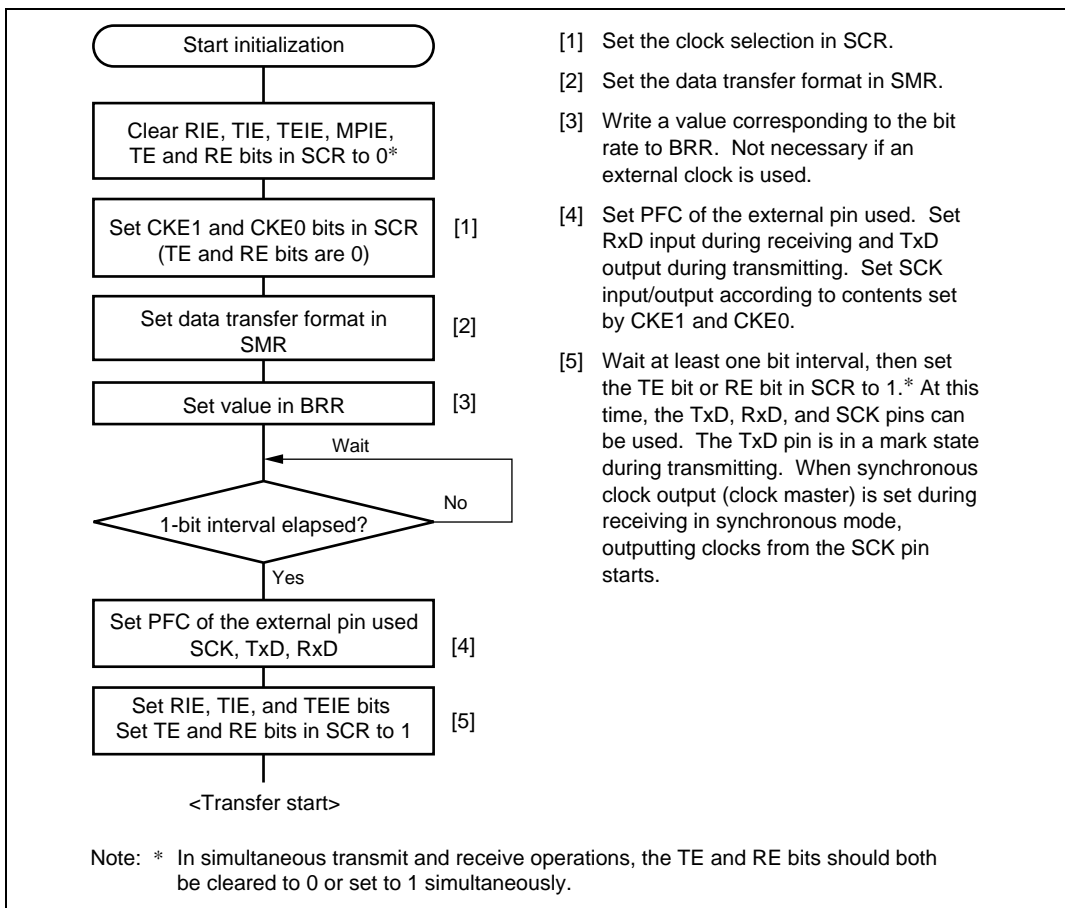 Start initialization
Clear RIE, TIE, TEIE, MPIE,
TE and RE bits in SCR to 0*
Set CKE1 and CKE0 bits in SCR
(TE and RE bits are 0)
[1]
Set data transfer format in
SMR
[2]
Set value in BRR
[3]
Wait
1-bit interval elapsed?
No
Yes
Set PFC of the external pin used
SCK, TxD, RxD
[4]
Set RIE, TIE, and TEIE bits
Set TE and RE bits in SCR to 1
[5]
<Transfer start>
[1] Set the clock selection in SCR.
[2] Set the data transfer format in SMR.
[3] Write a value corresponding to the bit
rate to BRR. Not necessary if an
external clock is used.
[4] Set PFC of the external pin used. Set
RxD input during receiving and TxD
output during transmitting. Set SCK
input/output according to contents set
by CKE1 and CKE0.
[5] Wait at least one bit interval, then set
the TE bit or RE bit in SCR to 1.* At this
time, the TxD, RxD, and SCK pins can
be used. The TxD pin is in a mark state
during transmitting. When synchronous
clock output (clock master) is set during
receiving in synchronous mode,
outputting clocks from the SCK pin
starts.
Note: * In simultaneous transmit and receive operations, the TE and RE bits should both
be cleared to 0 or set to 1 simultaneously.